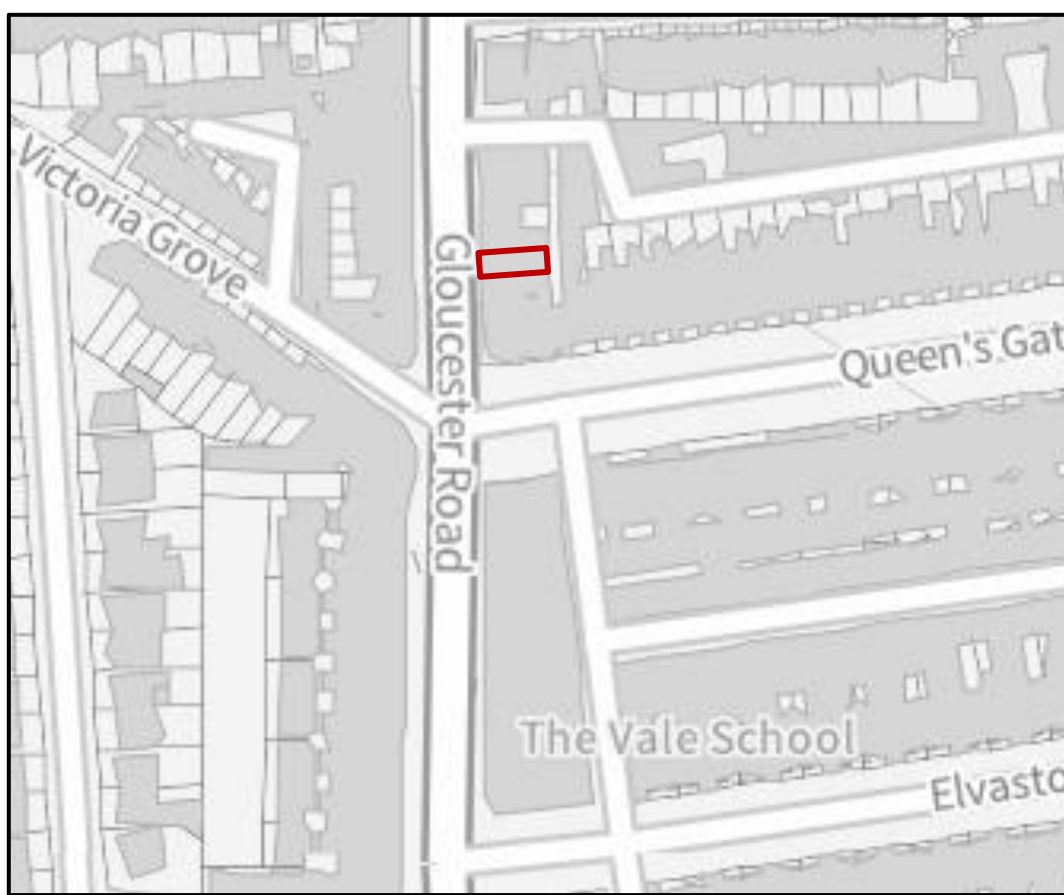 Victoria Grove
Gloucester Road
Queen's Gat
The Vale School
Elvasto